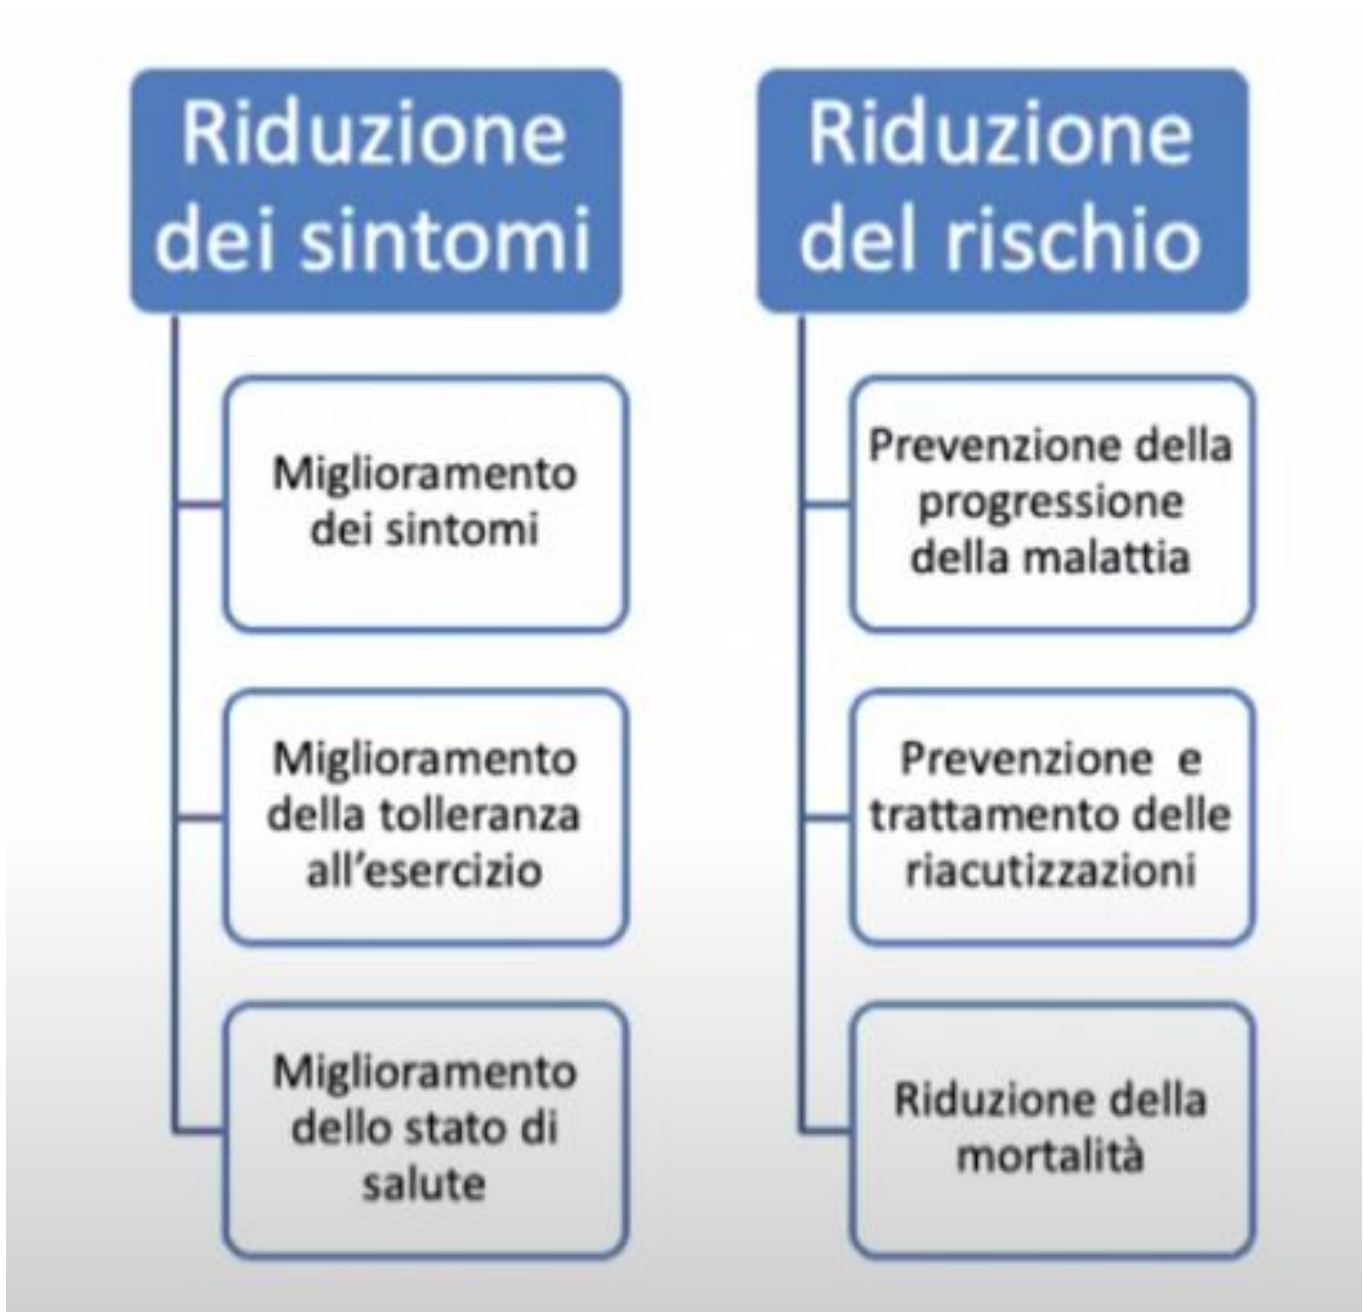 Riduzione
dei sintomi
Miglioramento
dei sintomi
Miglioramento
della tolleranza
all'esercizio
Miglioramento
dello stato di
salute
Riduzione
del rischio
Prevenzione della
progressione
della malattia
Prevenzione e
trattamento delle
riacutizzazioni
Riduzione della
mortalità